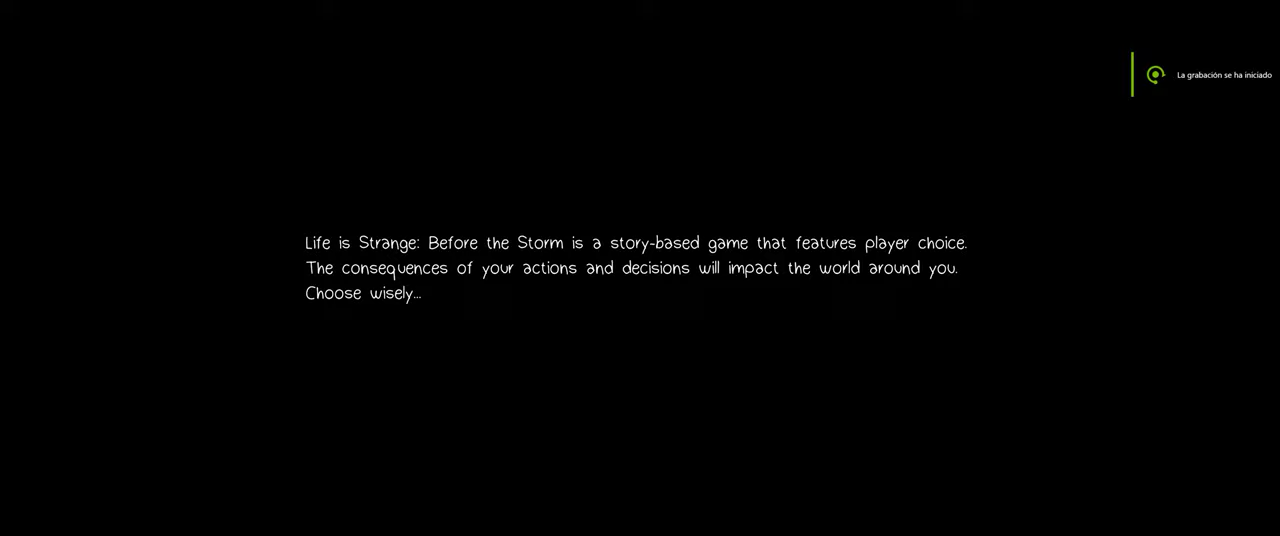 La grabación se ha iniciado
Life is Strange: Before the Storm is a story-based game that features player choice.
The consequences of your actions and decisions will impact the world around you.
Choose wisely...